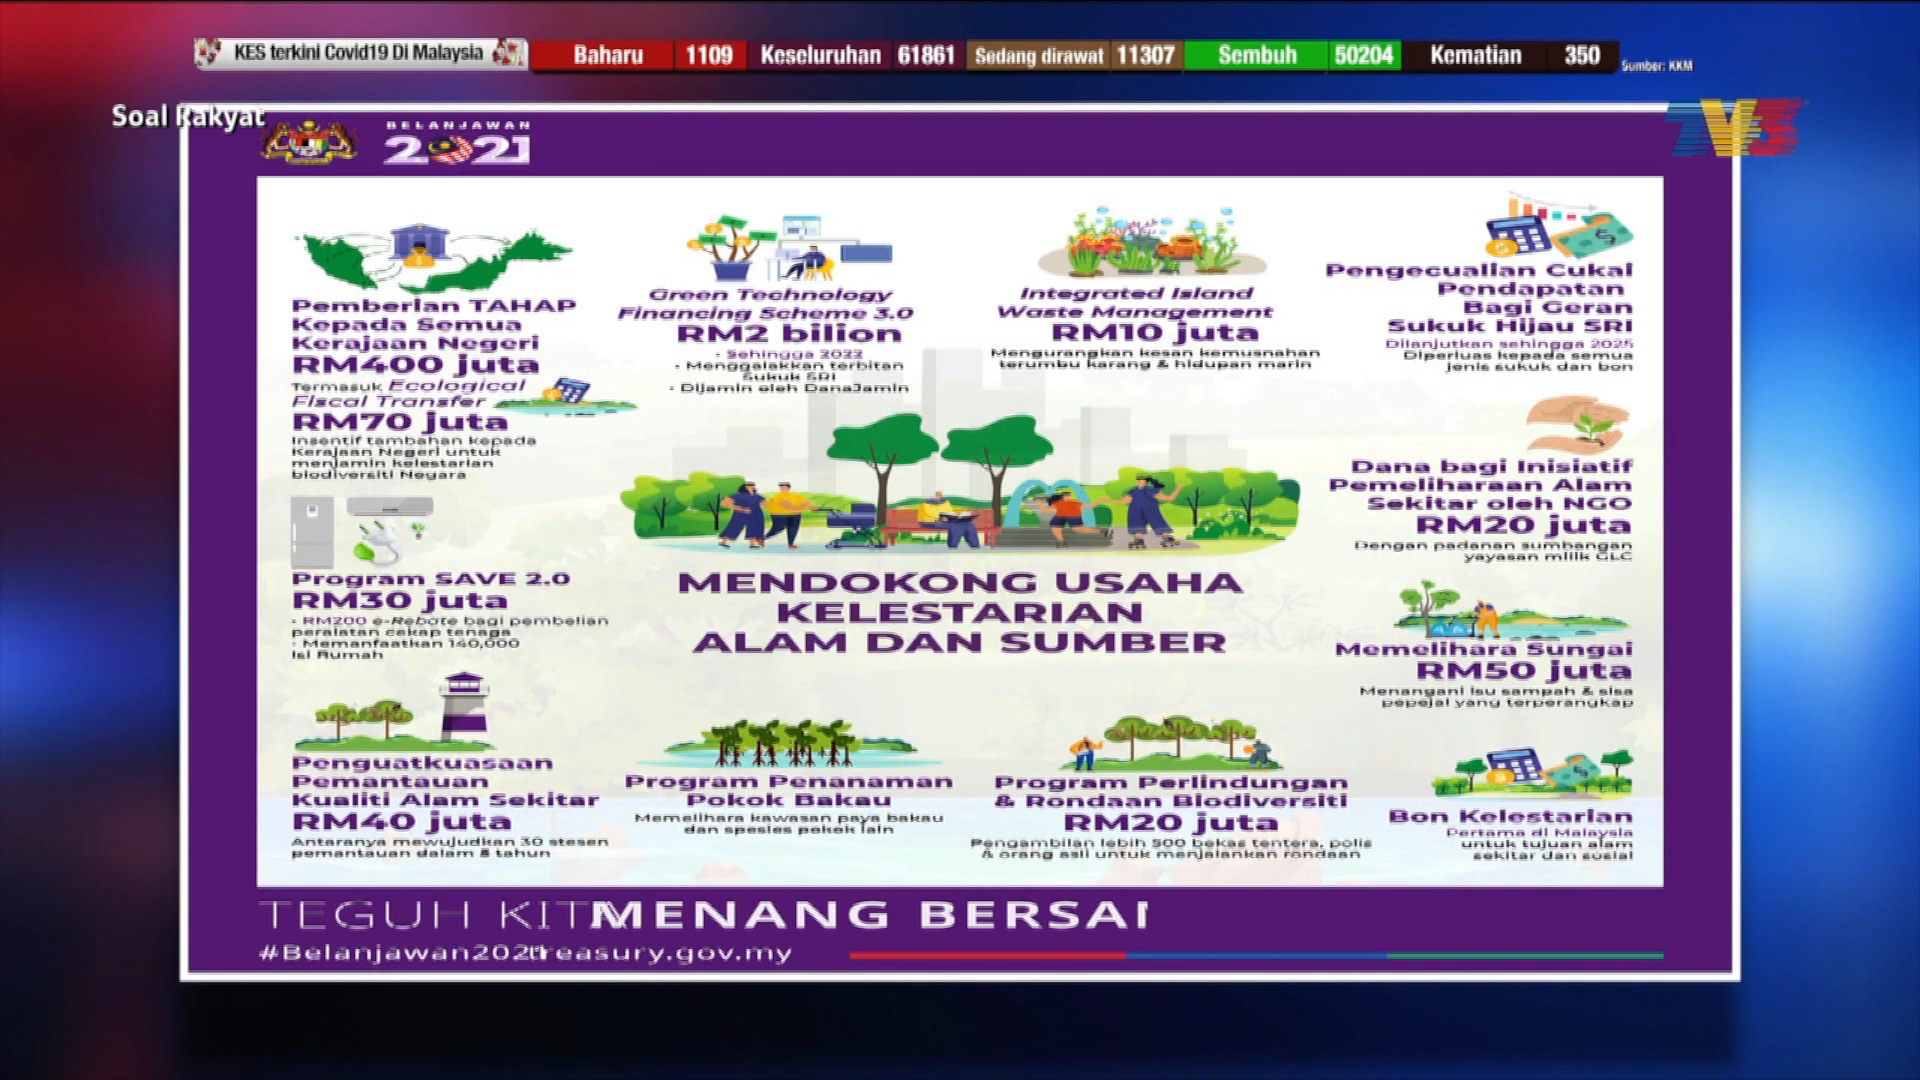 KES terkini Covid19 Di Malaysia Baharu 1109 Keseluruhan 61861 Sedang dirawat 11307 Sembuh 50204 Kematian 350 Sumber: KKM
Soal Rakyat
TV3
BELANJAWAN
2021
Pemberian TAHAP
Kepada Semua
Kerajaan Negeri
RM400 juta
Termasuk Ecological
Fiscal Transfer
RM70 juta
Insentif tambahan kepada
Kerajaan Negeri untuk
menjamin kelestarian
biodiversiti Negara
Green Technology
Financing Scheme 3.0
RM2 bilion
- Sehingga 2022
- Menggalakkan terbitan
Sukuk SRI
- Dijamin oleh DanaJamin
Integrated Island
Waste Management
RM10 juta
Mengurangkan kesan kemusnahan
terumbu karang & hidupan marin
Pengecualian Cukai
Pendapatan
Bagi Geran
Sukuk Hijau SRI
Dilanjutkan sehingga 2025
Diperluas kepada semua
jenis sukuk dan bon
Dana bagi Inisiatif
Pemeliharaan Alam
Sekitar oleh NGO
RM20 juta
Dengan padanan sumbangan
yayasan milik GLC
Program SAVE 2.0
RM30 juta
- RM200 e-Rebate bagi pembelian
peralatan cekap tenaga
- Memanfaatkan 140,000
Isi Rumah
MENDOKONG USAHA
KELESTARIAN
ALAM DAN SUMBER
Memelihara Sungai
RM50 juta
Menangani isu sampah & sisa
pepejal yang terperangkap
Penguatkuasaan
Pemantauan
Kualiti Alam Sekitar
RM40 juta
Antaranya mewujudkan 30 stesen
pemantauan dalam 5 tahun
Program Penanaman
Pokok Bakau
Memelihara kawasan paya bakau
dan spesies pokok lain
Program Perlindungan
& Rondaan Biodiversiti
RM20 juta
Pengambilan lebih 500 bekas tentera, polis
& orang asli untuk menjalankan rondaan
Bon Kelestarian
Pertama di Malaysia
untuk tujuan alam
sekitar dan sosial
TEGUH KITA MENANG BERSAMA
#Belanjawan2021 treasury.gov.my